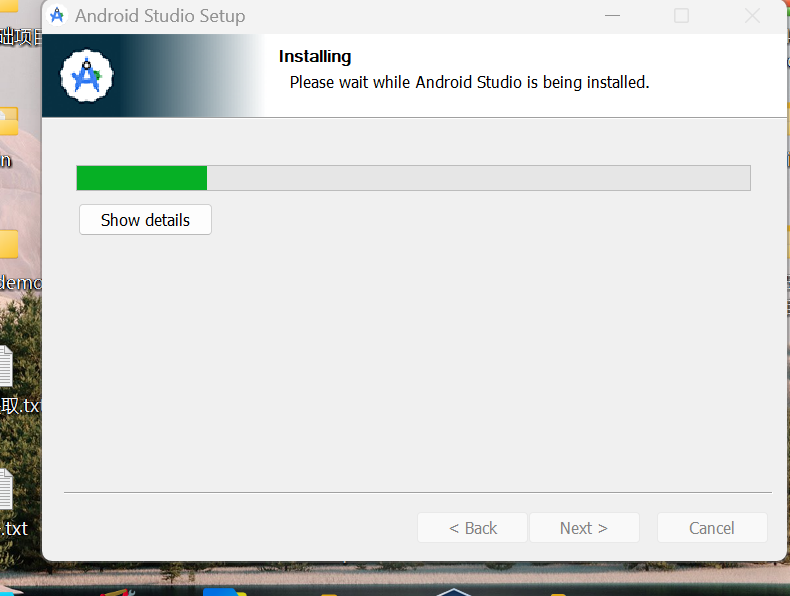 Android Studio Setup
Installing
Please wait while Android Studio is being installed.
Show details
< Back
Next >
Cancel
础项目
n
demo
取.txt
.txt